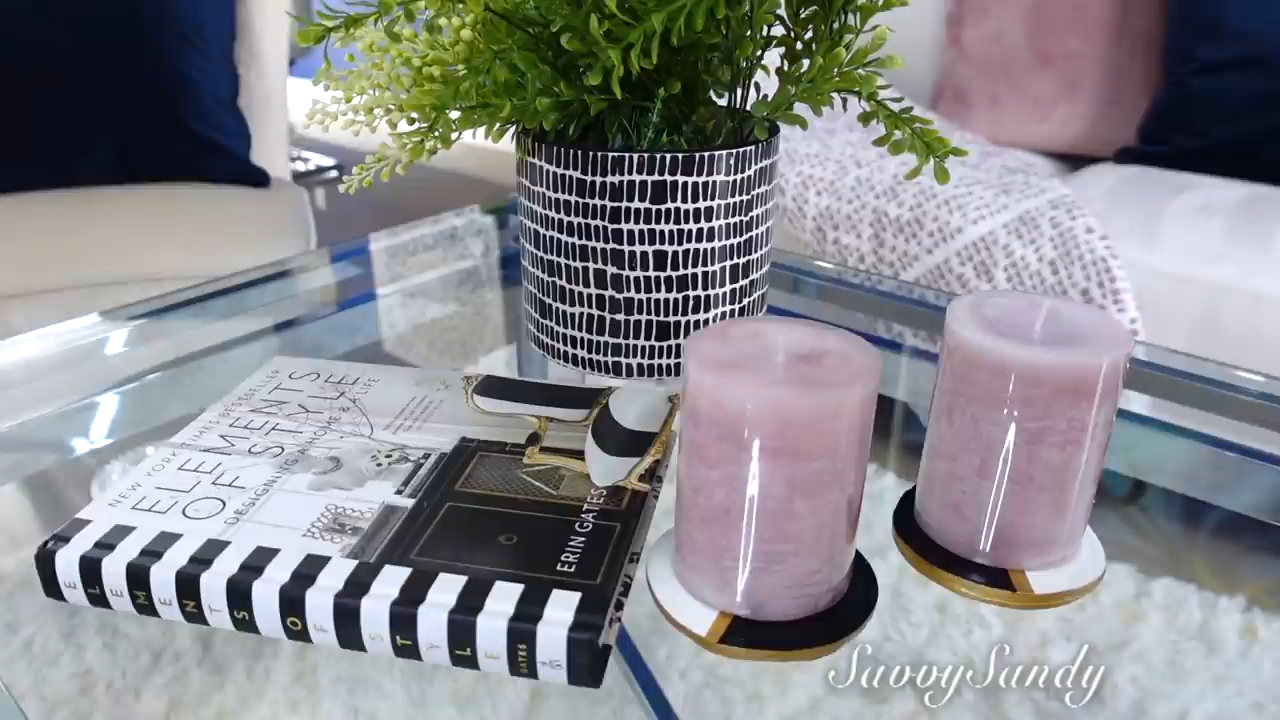 NEW YORK TIMES BESTSELLER
ELEMENTS
OF STYLE
DESIGNING A HOME & A LIFE
ERIN GATES
ELEMENTS OF STYLE
GATES
SavvySandy